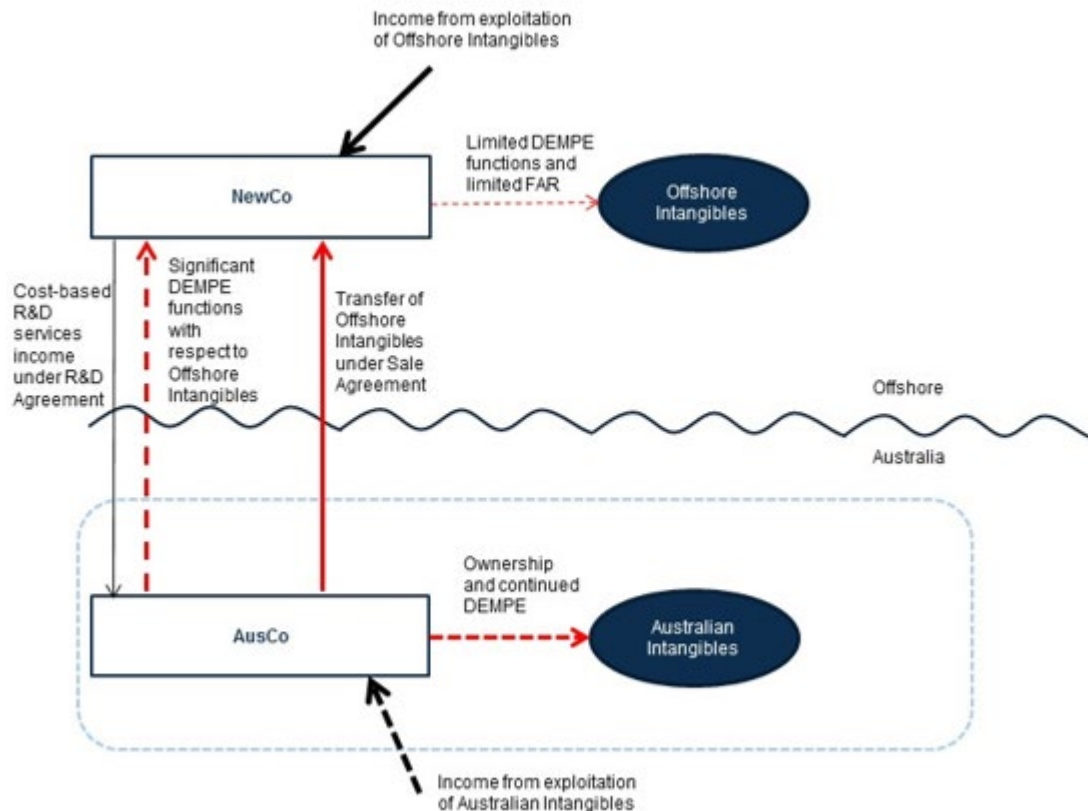 Income from exploitation
of Offshore Intangibles
NewCo
Limited DEMPE
functions and
limited FAR
Offshore
Intangibles
Cost-based
R&D
services
income
under R&D
Agreement
Significant
DEMPE
functions
with
respect to
Offshore
Intangibles
Transfer of
Offshore
Intangibles
under Sale
Agreement
Offshore
Australia
AusCo
Ownership
and continued
DEMPE
Australian
Intangibles
Income from exploitation
of Australian Intangibles